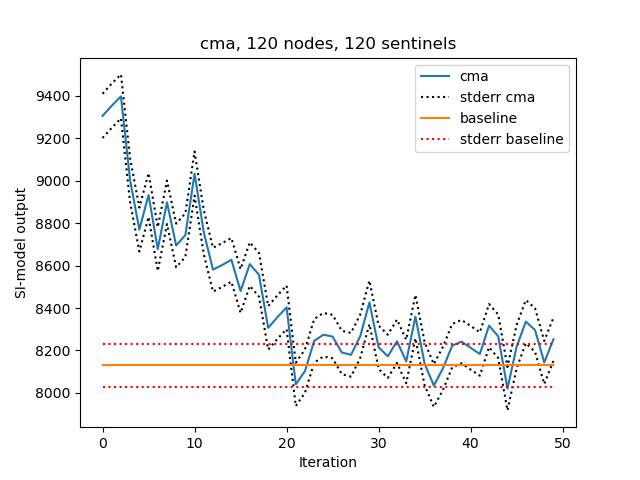 cma, 120 nodes, 120 sentinels
cma
stderr cma
baseline
stderr baseline
SI-model output
9400
9200
9000
8800
8600
8400
8200
8000
0 10 20 30 40 50
Iteration